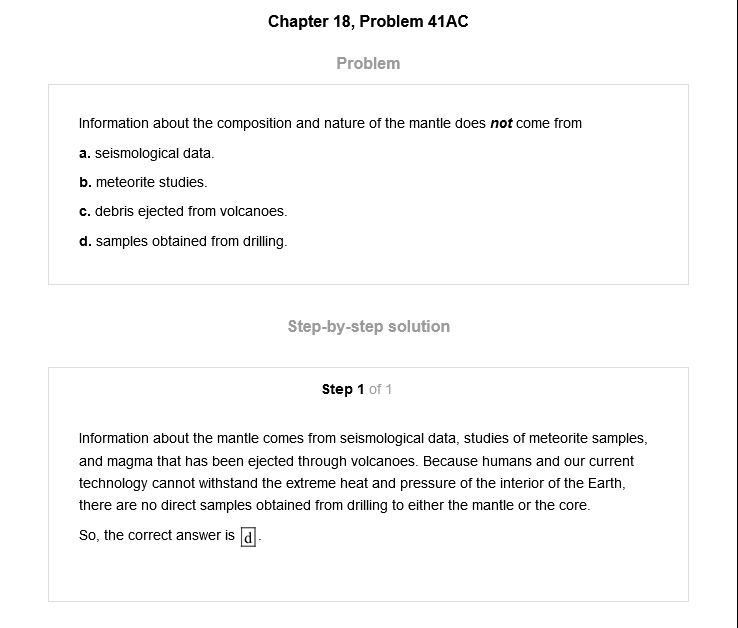 Chapter 18, Problem 41AC
Problem
Information about the composition and nature of the mantle does not come from
a. seismological data.
b. meteorite studies.
c. debris ejected from volcanoes.
d. samples obtained from drilling.
Step-by-step solution
Step 1 of 1
Information about the mantle comes from seismological data, studies of meteorite samples,
and magma that has been ejected through volcanoes. Because humans and our current
technology cannot withstand the extreme heat and pressure of the interior of the Earth,
there are no direct samples obtained from drilling to either the mantle or the core.
So, the correct answer is d.